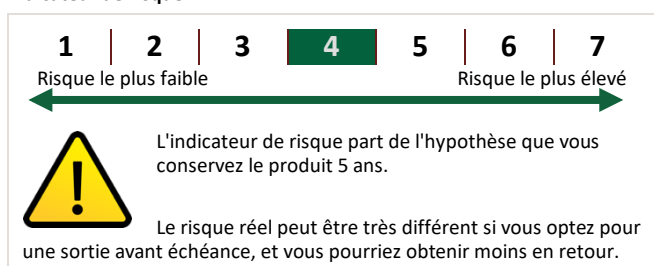 1 2 3 4 5 6 7
Risque le plus faible Risque le plus élevé
L'indicateur de risque part de l'hypothèse que vous
conservez le produit 5 ans.
Le risque réel peut être très différent si vous optez pour
une sortie avant échéance, et vous pourriez obtenir moins en retour.